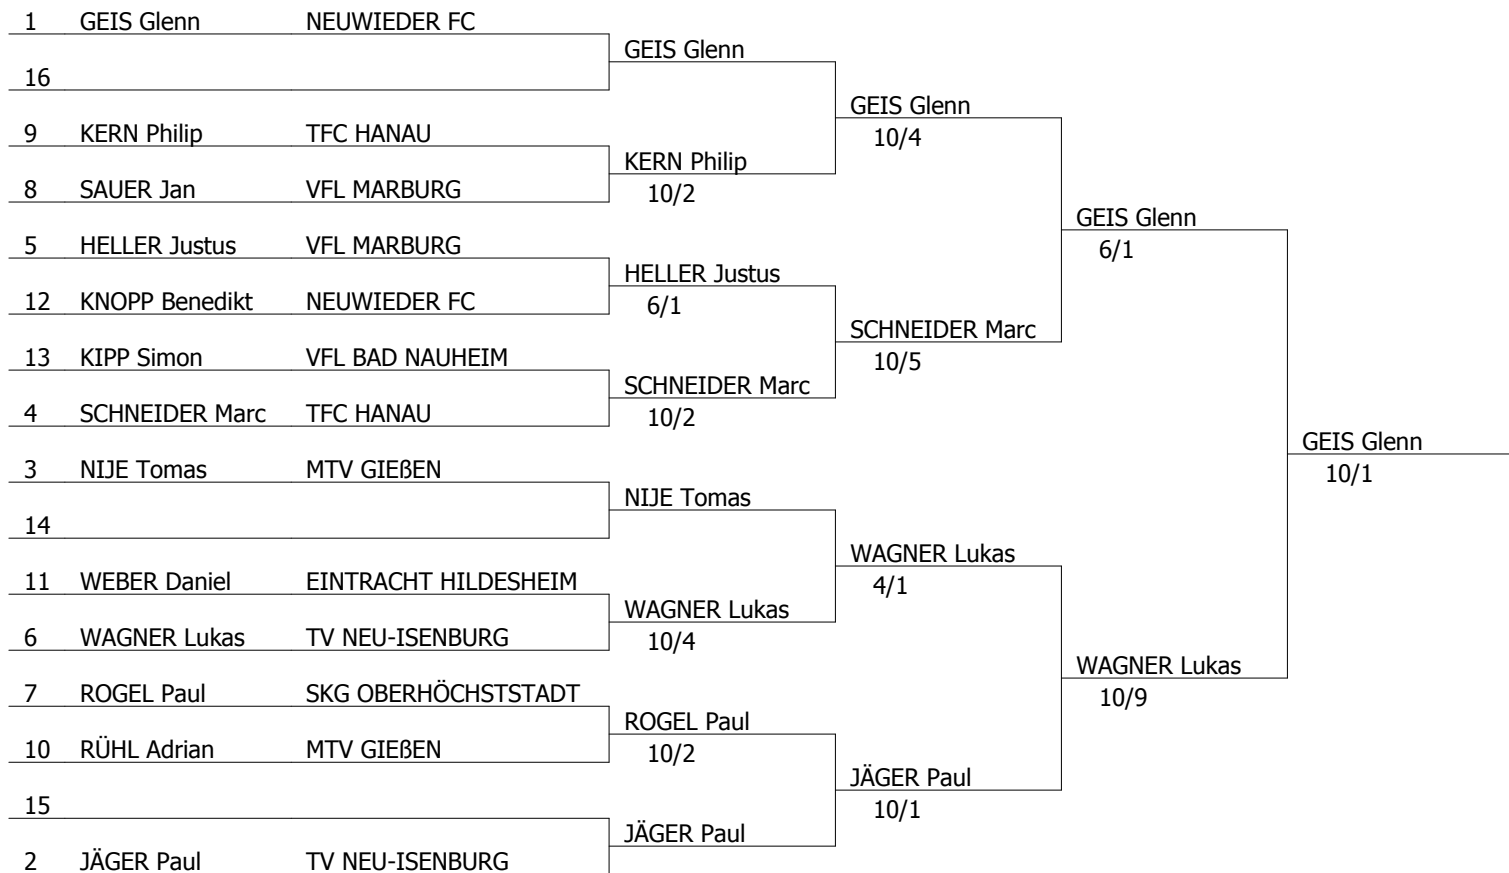 1 GEIS Glenn NEUWIEDER FC
GEIS Glenn
16
GEIS Glenn
10/4
9 KERN Philip TFC HANAU
KERN Philip
10/2
8 SAUER Jan VFL MARBURG
GEIS Glenn
6/1
5 HELLER Justus VFL MARBURG
HELLER Justus
6/1
12 KNOPP Benedikt NEUWIEDER FC
SCHNEIDER Marc
10/5
13 KIPP Simon VFL BAD NAUHEIM
SCHNEIDER Marc
10/2
4 SCHNEIDER Marc TFC HANAU
GEIS Glenn
10/1
3 NIJE Tomas MTV GIEßEN
NIJE Tomas
14
WAGNER Lukas
4/1
11 WEBER Daniel EINTRACHT HILDESHEIM
WAGNER Lukas
10/4
6 WAGNER Lukas TV NEU-ISENBURG
WAGNER Lukas
10/9
7 ROGEL Paul SKG OBERHÖCHSTSTADT
ROGEL Paul
10/2
10 RÜHL Adrian MTV GIEßEN
JÄGER Paul
10/1
15
JÄGER Paul
2 JÄGER Paul TV NEU-ISENBURG